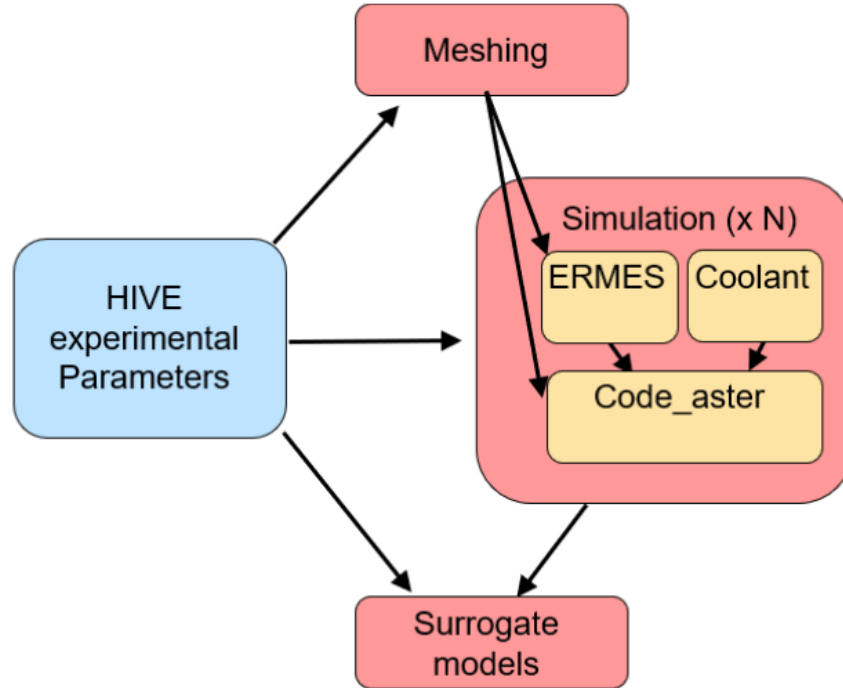 Meshing
Simulation (x N)
ERMES
Coolant
HIVE
experimental
Parameters
Code_aster
Surrogate
models